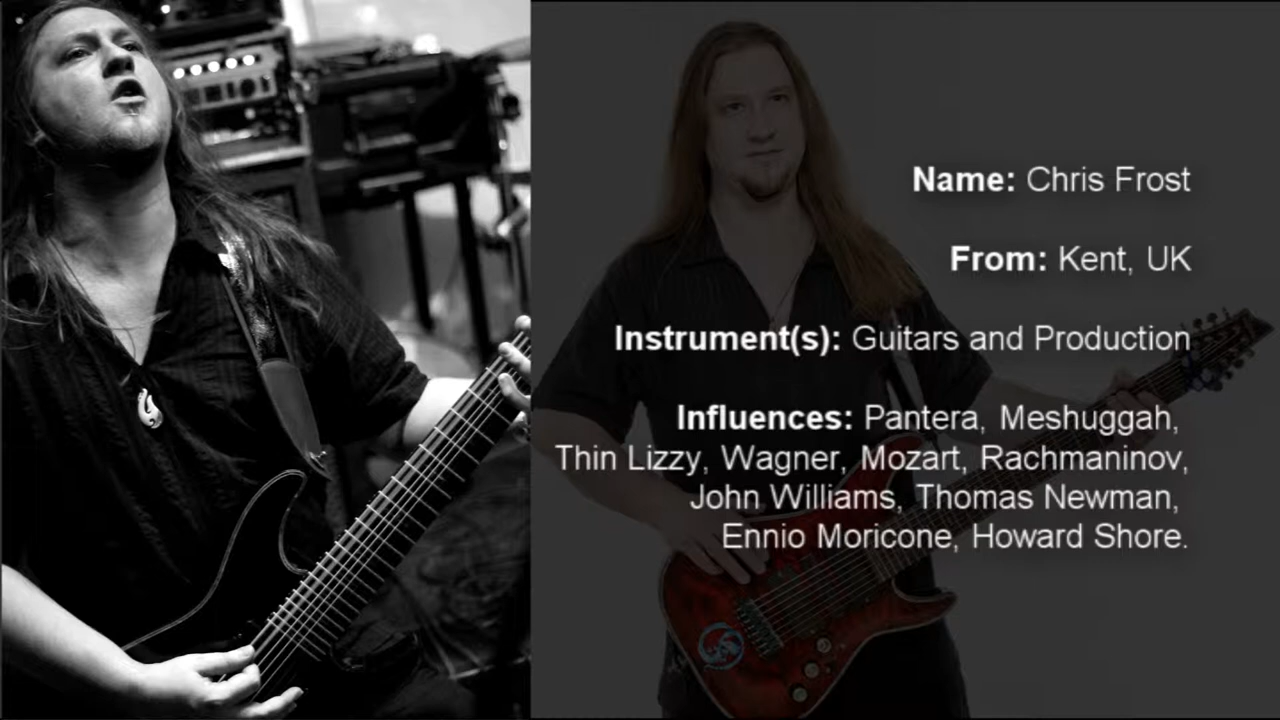 Name: Chris Frost
From: Kent, UK
Instrument(s): Guitars and Production
Influences: Pantera, Meshuggah,
Thin Lizzy, Wagner, Mozart, Rachmaninov,
John Williams, Thomas Newman,
Ennio Moricone, Howard Shore.